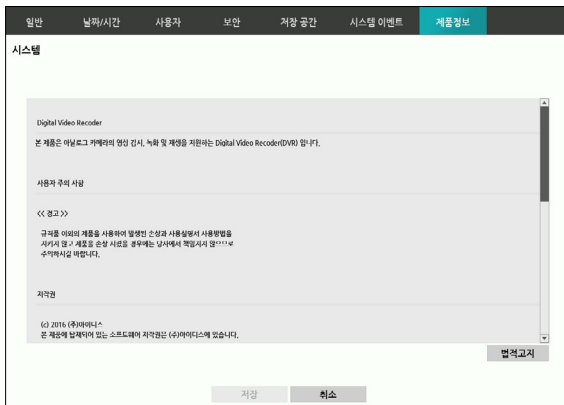 일반 날짜/시간 사용자 보안 저장 공간 시스템 이벤트 제품정보
시스템
Digital Video Recorder
본 제품은 아날로그 카메라의 영상 감시, 녹화 및 재생을 지원하는 Digital Video Recorder(DVR) 입니다.
사용자 주의 사항
<< 경고 >>
규격품 이외의 제품을 사용하여 발생된 손상과 사용설명서 사용방법을
지키지 않고 제품을 손상 시켰을 경우에는 당사에서 책임지지 않으므로
주의하시길 바랍니다.
저작권
(c) 2016 (주)아이디스
본 제품에 탑재되어 있는 소프트웨어 저작권은 (주)아이디스에 있습니다.
법적고지
저장 취소